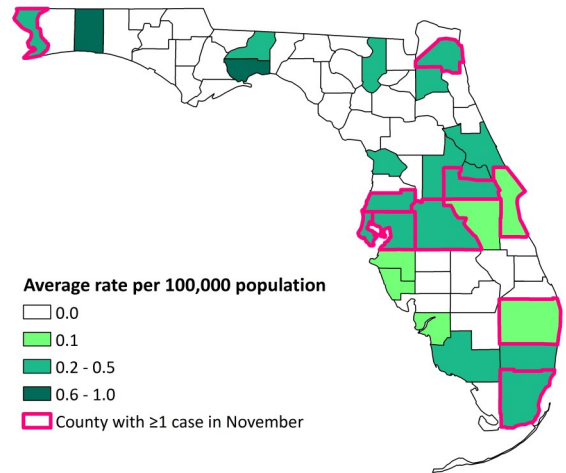 Average rate per 100,000 population
0.0
0.1
0.2 - 0.5
0.6 - 1.0
County with ≥1 case in November